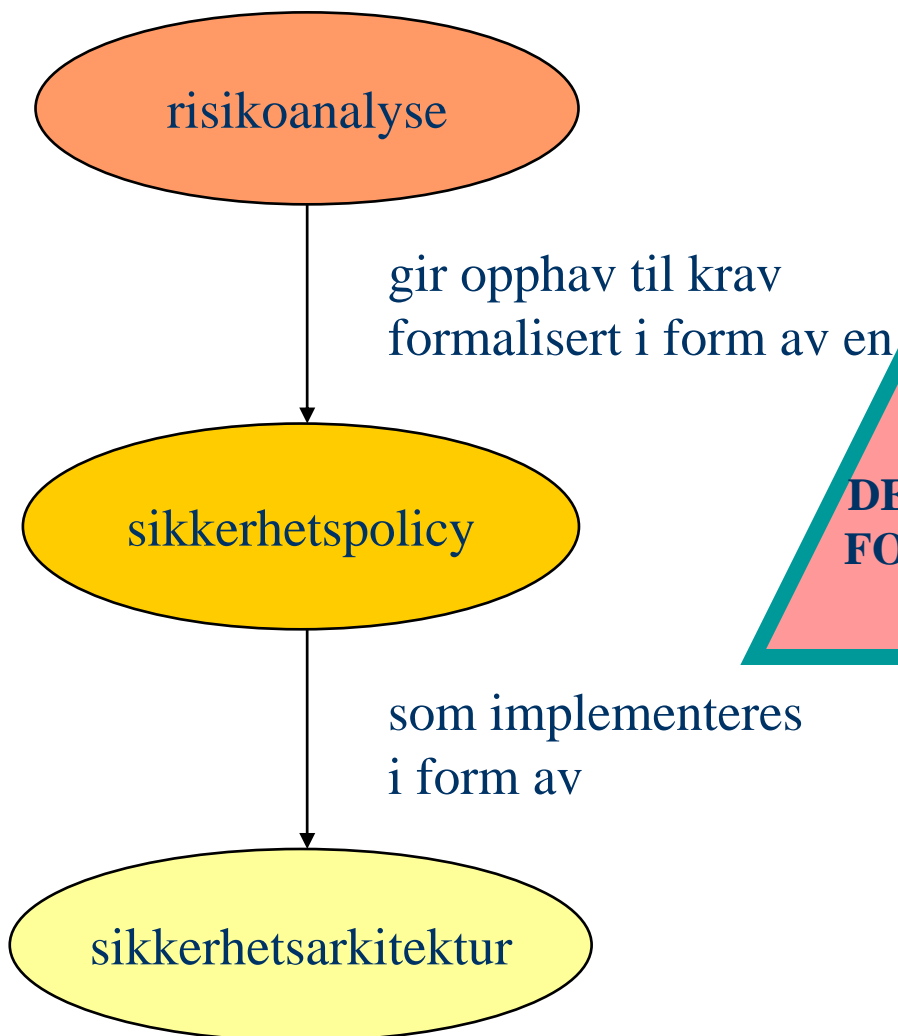 risikoanalyse
gir opphav til krav
formalisert i form av en
sikkerhetspolicy
som implementeres
i form av
sikkerhetsarkitektur